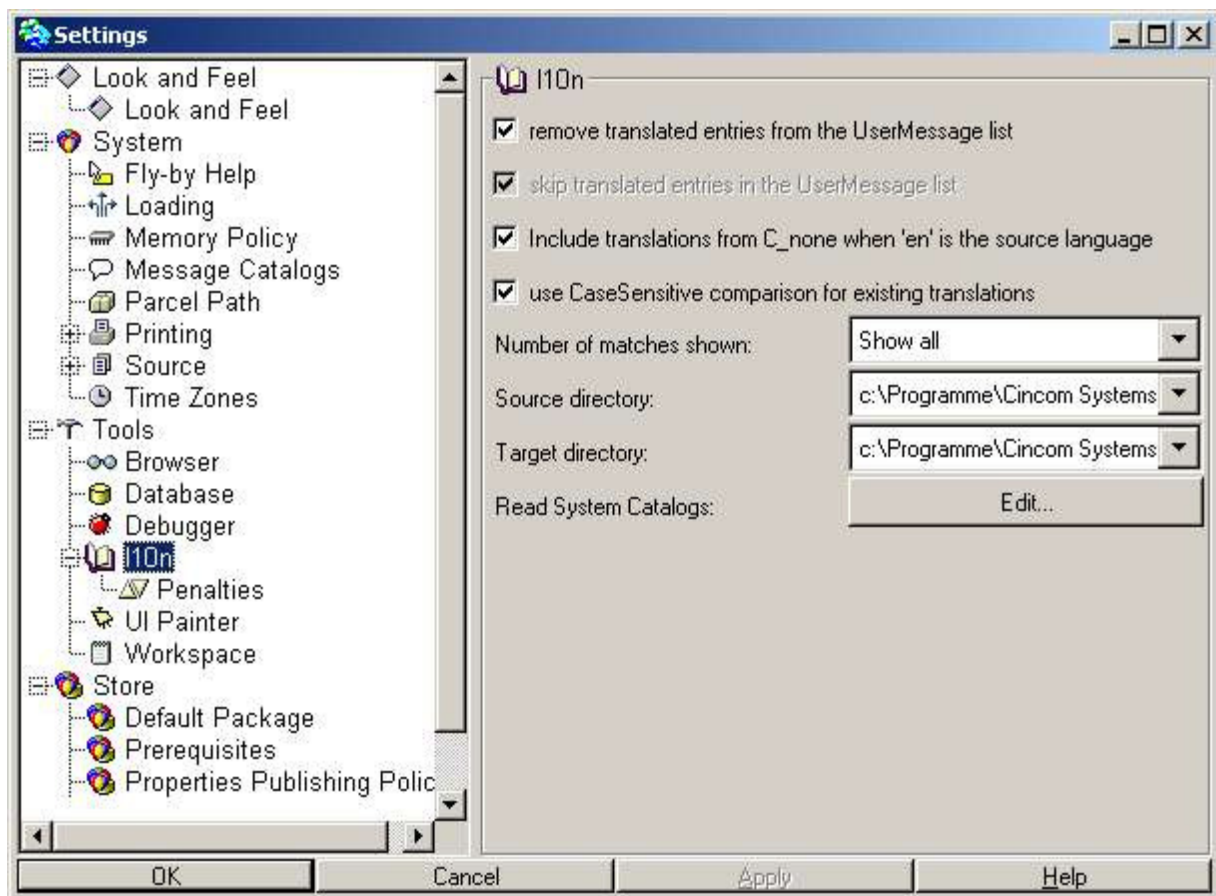 Settings
Look and Feel
Look and Feel
System
Fly-by Help
Loading
Memory Policy
Message Catalogs
Parcel Path
Printing
Source
Time Zones
Tools
Browser
Database
Debugger
l10n
Penalties
UI Painter
Workspace
Store
Default Package
Prerequisites
Properties Publishing Polic
l10n
remove translated entries from the UserMessage list
skip translated entries in the UserMessage list
Include translations from C_none when 'en' is the source language
use CaseSensitive comparison for existing translations
Number of matches shown: Show all
Source directory: c:\Programme\Cincom Systems
Target directory: c:\Programme\Cincom Systems
Read System Catalogs: Edit...
OK Cancel Apply Help